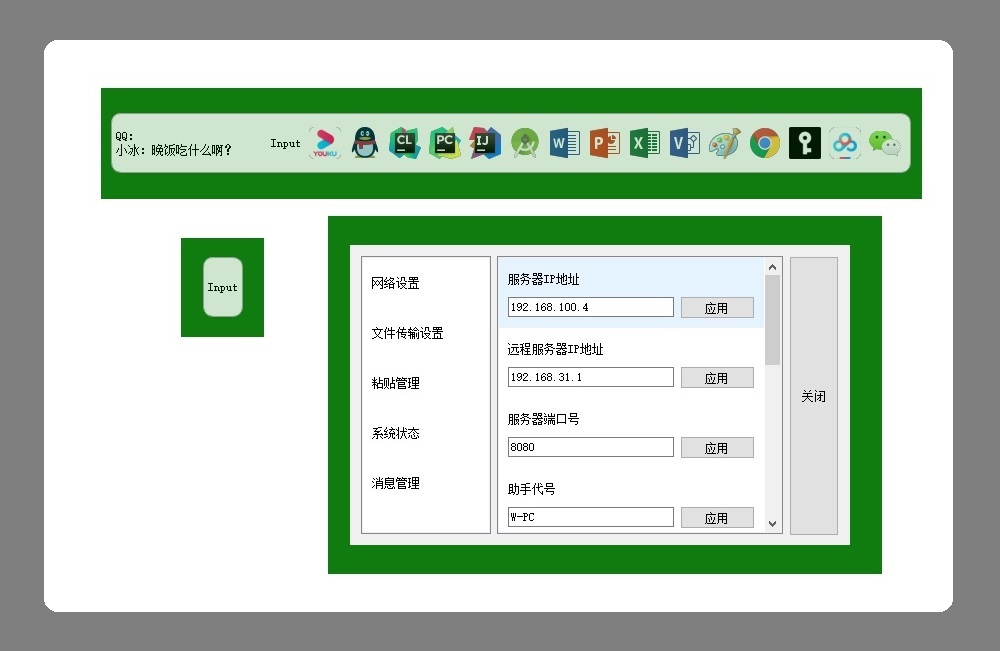 QQ:
小冰：晚饭吃什么啊？
Input
YOUKU
CL
PC
IJ
W
P
X
V
Input
网络设置
文件传输设置
粘贴管理
系统状态
消息管理
服务器IP地址
192.168.100.4
应用
远程服务器IP地址
192.168.31.1
应用
服务器端口号
8080
应用
助手代号
W-PC
应用
关闭